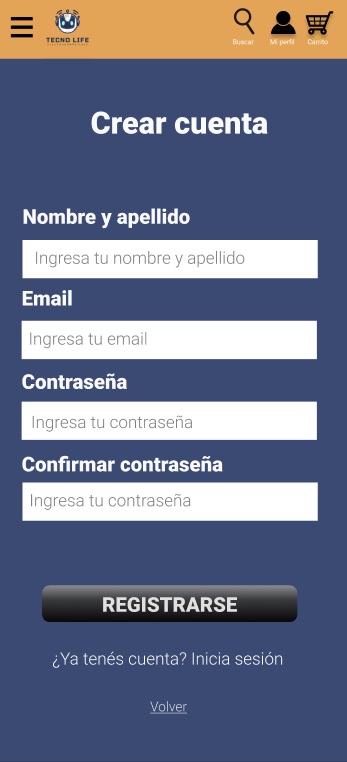 TECNO LIFE
Buscar
Mi perfil
Carrito
Crear cuenta
Nombre y apellido
Ingresa tu nombre y apellido
Email
Ingresa tu email
Contraseña
Ingresa tu contraseña
Confirmar contraseña
Ingresa tu contraseña
REGISTRARSE
¿Ya tenés cuenta? Inicia sesión
Volver